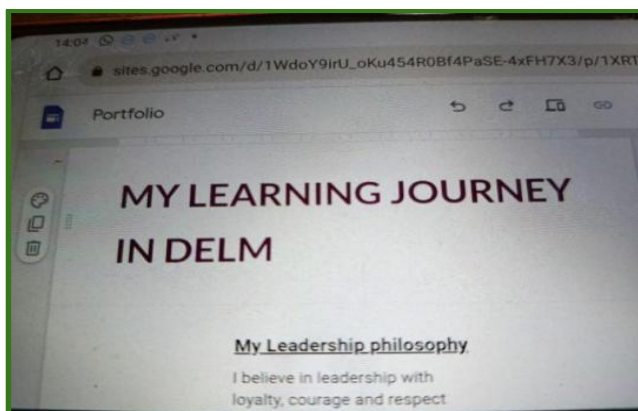 14:04
sites.google.com/d/1WdoY9irU_oKu454R0Bf4PaSE-4xFH7X3/p/1XRT
Portfolio
MY LEARNING JOURNEY
IN DELM
My Leadership philosophy
I believe in leadership with
loyalty, courage and respect